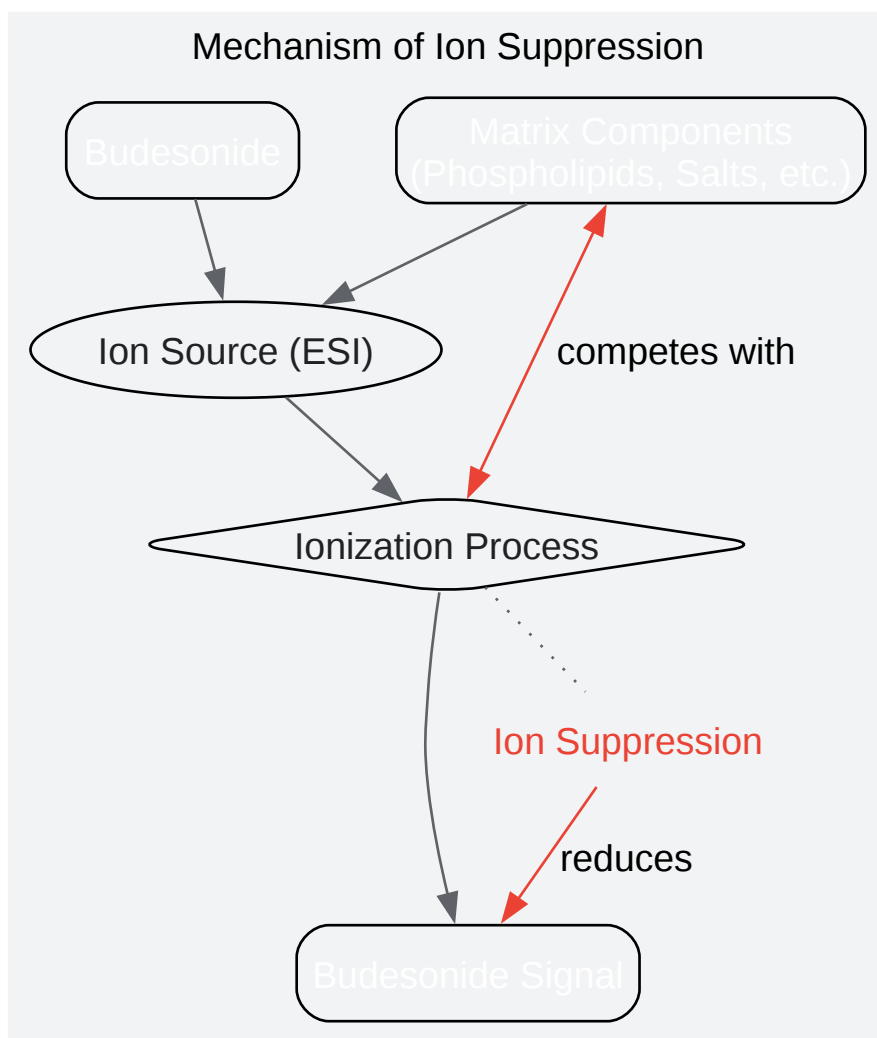 Mechanism of Ion Suppression
Budesonide
Matrix Components
(Phospholipids, Salts, etc.)
Ion Source (ESI)
competes with
Ionization Process
Ion Suppression
reduces
Budesonide Signal